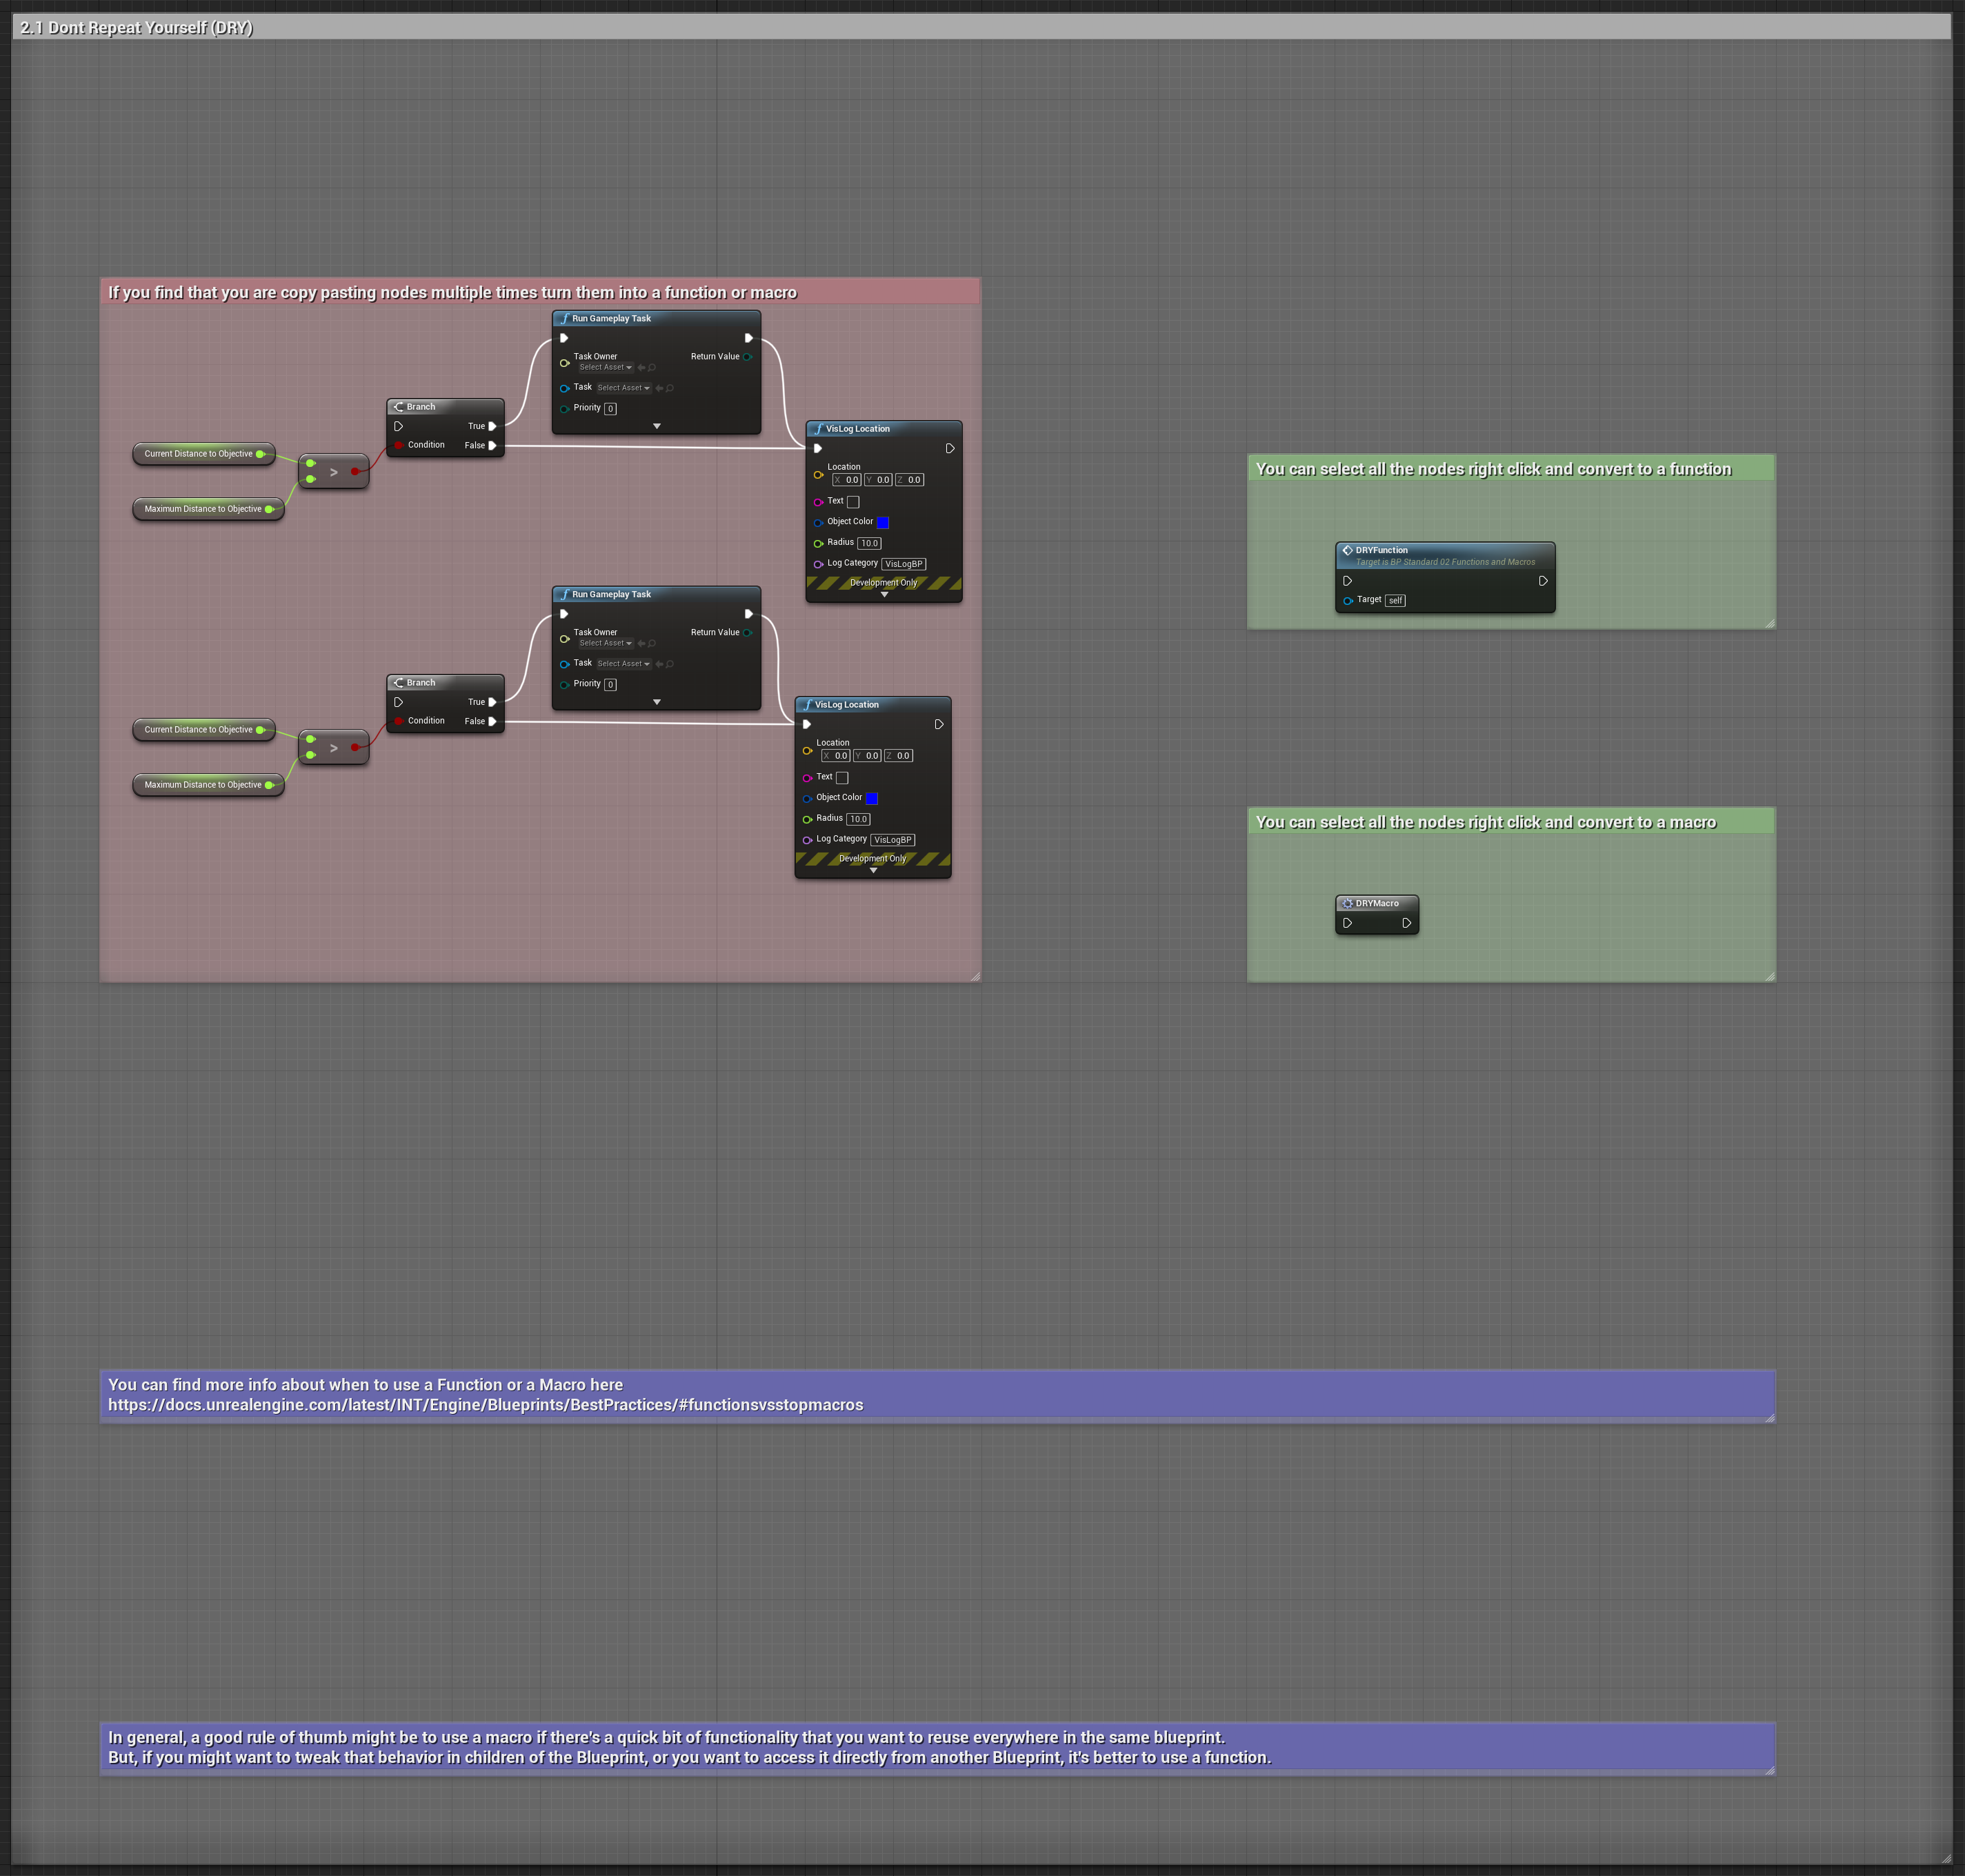 2.1 Dont Repeat Yourself (DRY)
If you find that you are copy pasting nodes multiple times turn them into a function or macro
Run Gameplay Task
Task Owner
Return Value
Select Asset
Task Select Asset
Priority 0
Branch
True
Condition False
Current Distance to Objective
>
Maximum Distance to Objective
VisLog Location
Location
X 0.0 Y 0.0 Z 0.0
Text
Object Color
Radius 10.0
Log Category VisLogBP
Development Only
Run Gameplay Task
Task Owner
Return Value
Select Asset
Task Select Asset
Priority 0
Branch
True
Condition False
Current Distance to Objective
>
Maximum Distance to Objective
VisLog Location
Location
X 0.0 Y 0.0 Z 0.0
Text
Object Color
Radius 10.0
Log Category VisLogBP
Development Only
You can select all the nodes right click and convert to a function
DRYFunction
Target is BP Standard 02 Functions and Macros
Target self
You can select all the nodes right click and convert to a macro
DRYMacro
You can find more info about when to use a Function or a Macro here
https://docs.unrealengine.com/latest/INT/Engine/Blueprints/BestPractices/#functionsvsstopmacros
In general, a good rule of thumb might be to use a macro if there's a quick bit of functionality that you want to reuse everywhere in the same blueprint.
But, if you might want to tweak that behavior in children of the Blueprint, or you want to access it directly from another Blueprint, it's better to use a function.